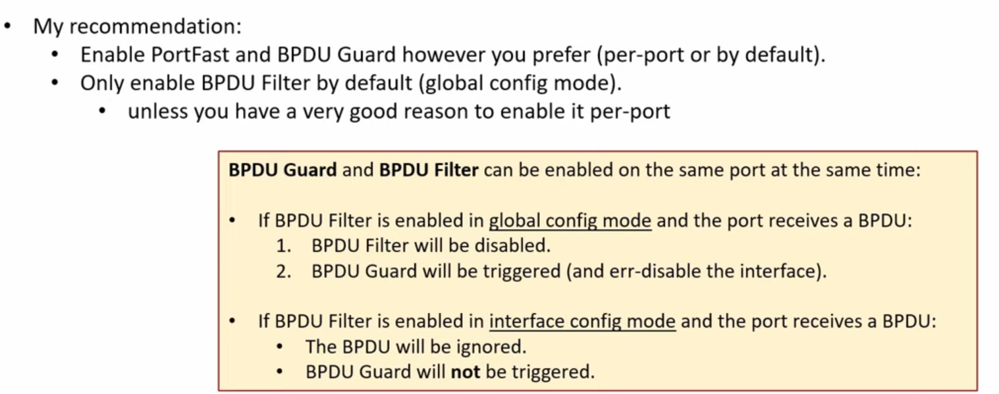 • My recommendation:
• Enable PortFast and BPDU Guard however you prefer (per-port or by default).
• Only enable BPDU Filter by default (global config mode).
• unless you have a very good reason to enable it per-port
BPDU Guard and BPDU Filter can be enabled on the same port at the same time:
• If BPDU Filter is enabled in global config mode and the port receives a BPDU:
1. BPDU Filter will be disabled.
2. BPDU Guard will be triggered (and err-disable the interface).
• If BPDU Filter is enabled in interface config mode and the port receives a BPDU:
• The BPDU will be ignored.
• BPDU Guard will not be triggered.